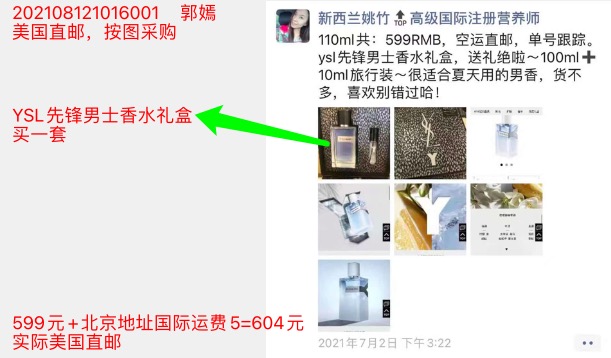 202108121016001 郭嫣
美国直邮，按图采购
YSL先锋男士香水礼盒
买一套
599元+北京地址国际运费5=604元
实际美国直邮
新西兰姚竹 TOP 高级国际注册营养师
110ml共：599RMB，空运直邮，单号跟踪。
ysl先锋男士香水礼盒，送礼绝啦～100ml➕
10ml旅行装～很适合夏天用的男香，货不
多，喜欢别错过哈！
Y
2021年7月2日 下午3:22